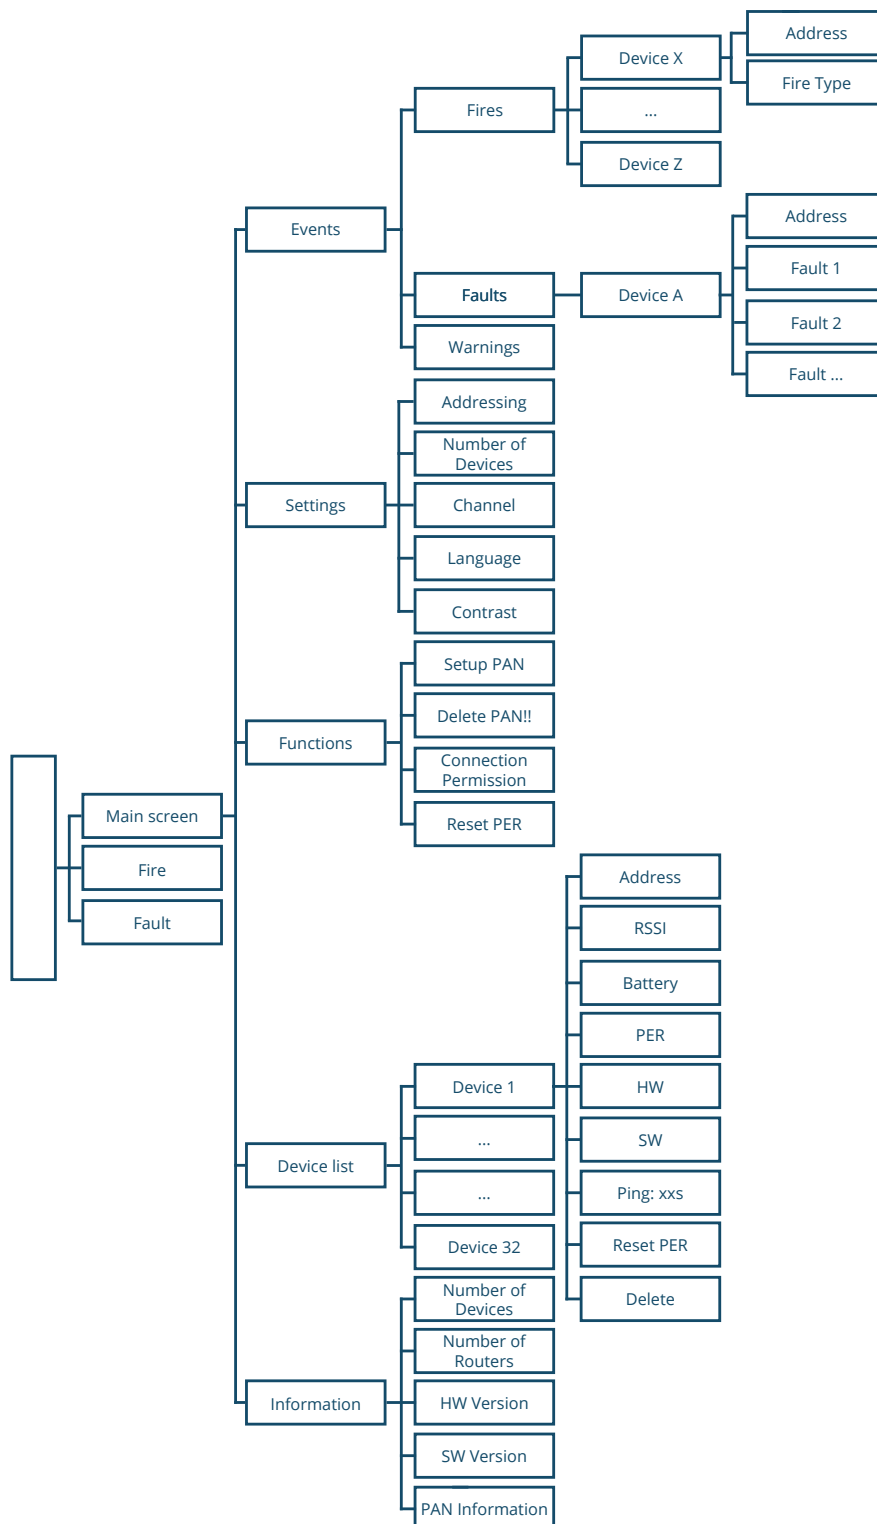 Address
Device X
Fire Type
Fires
...
Device Z
Events
Address
Fault 1
Faults
Device A
Fault 2
Warnings
Fault ...
Addressing
Number of
Devices
Settings
Channel
Language
Contrast
Setup PAN
Delete PAN!!
Functions
Connection
Permission
Main screen
Reset PER
Fire
Fault
Address
RSSI
Battery
PER
Device 1
HW
...
SW
Device list
...
Ping: xxs
Device 32
Reset PER
Number of
Devices
Delete
Number of
Routers
Information
HW Version
SW Version
PAN Information